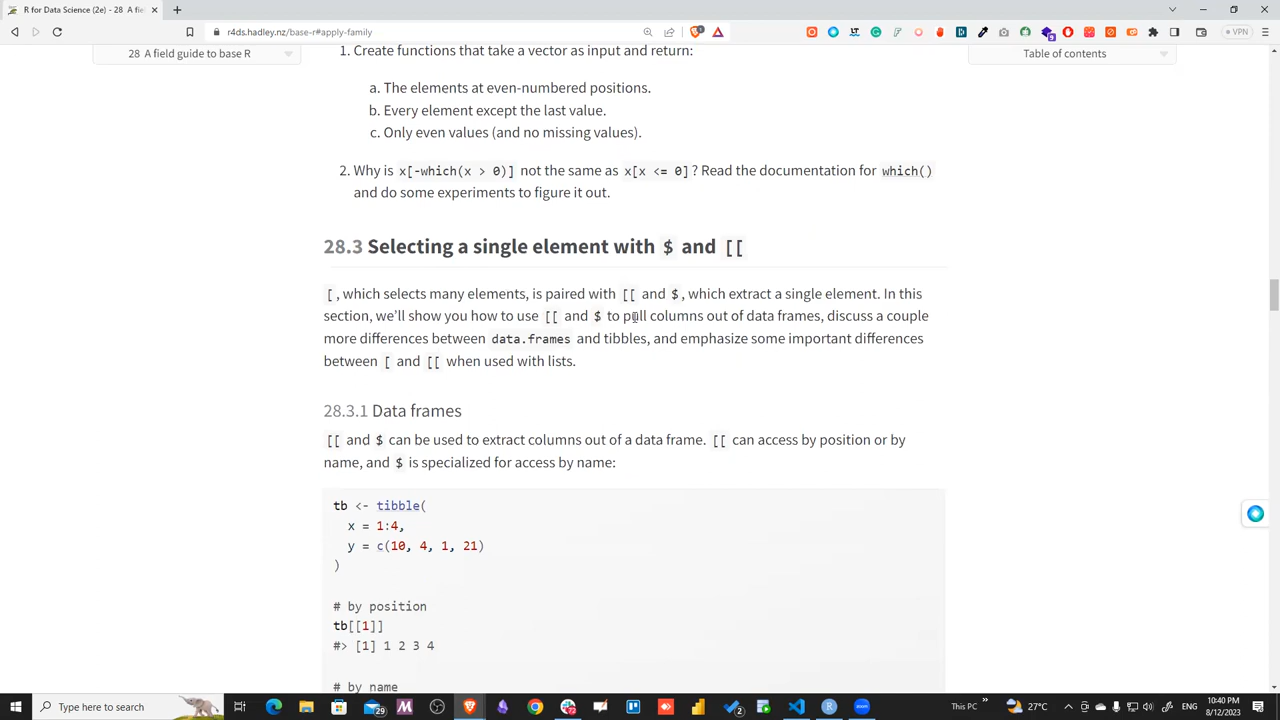 R for Data Science (2e) - 28 A fiel
r4ds.hadley.nz/base-r#apply-family
VPN
28 A field guide to base R
Table of contents
1. Create functions that take a vector as input and return:
a. The elements at even-numbered positions.
b. Every element except the last value.
c. Only even values (and no missing values).
2. Why is x[-which(x > 0)] not the same as x[x <= 0]? Read the documentation for which()
and do some experiments to figure it out.
28.3 Selecting a single element with $ and [[
[, which selects many elements, is paired with [[ and $, which extract a single element. In this
section, we'll show you how to use [[ and $ to pull columns out of data frames, discuss a couple
more differences between data.frames and tibbles, and emphasize some important differences
between [ and [[ when used with lists.
28.3.1 Data frames
[[ and $ can be used to extract columns out of a data frame. [[ can access by position or by
name, and $ is specialized for access by name:
tb <- tibble(
x = 1:4,
y = c(10, 4, 1, 21)
)
# by position
tb[[1]]
#> [1] 1 2 3 4
# by name
Type here to search
29
2
This PC
27°C
10:40 PM
8/12/2023